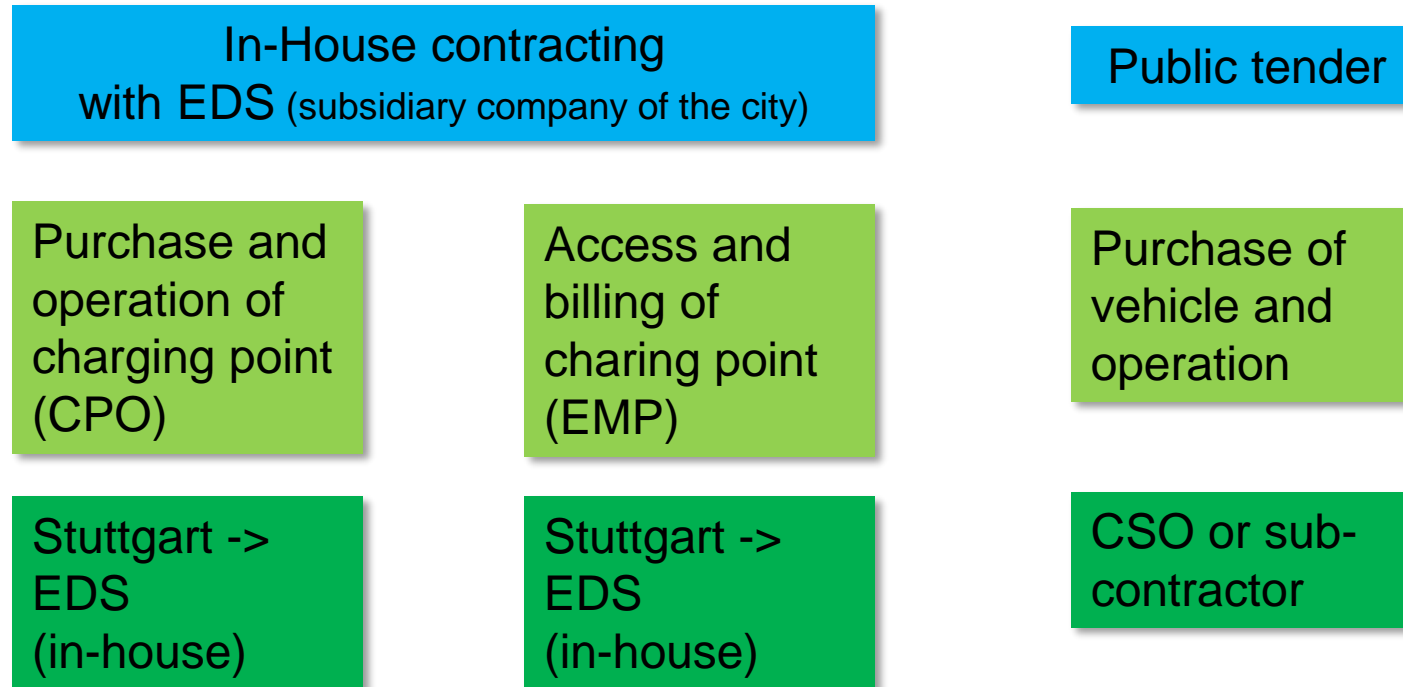 In-House contracting
with EDS (subsidiary company of the city)
Public tender
Purchase and
operation of
charging point
(CPO)
Access and
billing of
charing point
(EMP)
Purchase of
vehicle and
operation
Stuttgart ->
EDS
(in-house)
Stuttgart ->
EDS
(in-house)
CSO or sub-
contractor